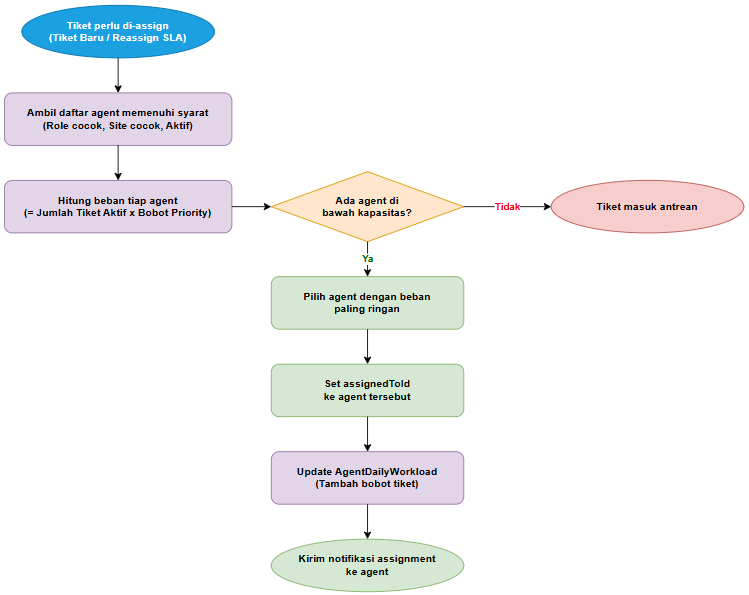 Tiket perlu di-assign
(Tiket Baru / Reassign SLA)
Ambil daftar agent memenuhi syarat
(Role cocok, Site cocok, Aktif)
Hitung beban tiap agent
(= Jumlah Tiket Aktif x Bobot Priority)
Ada agent di
bawah kapasitas?
Tidak
Tiket masuk antrean
Ya
Pilih agent dengan beban
paling ringan
Set assignedToId
ke agent tersebut
Update AgentDailyWorkload
(Tambah bobot tiket)
Kirim notifikasi assignment
ke agent